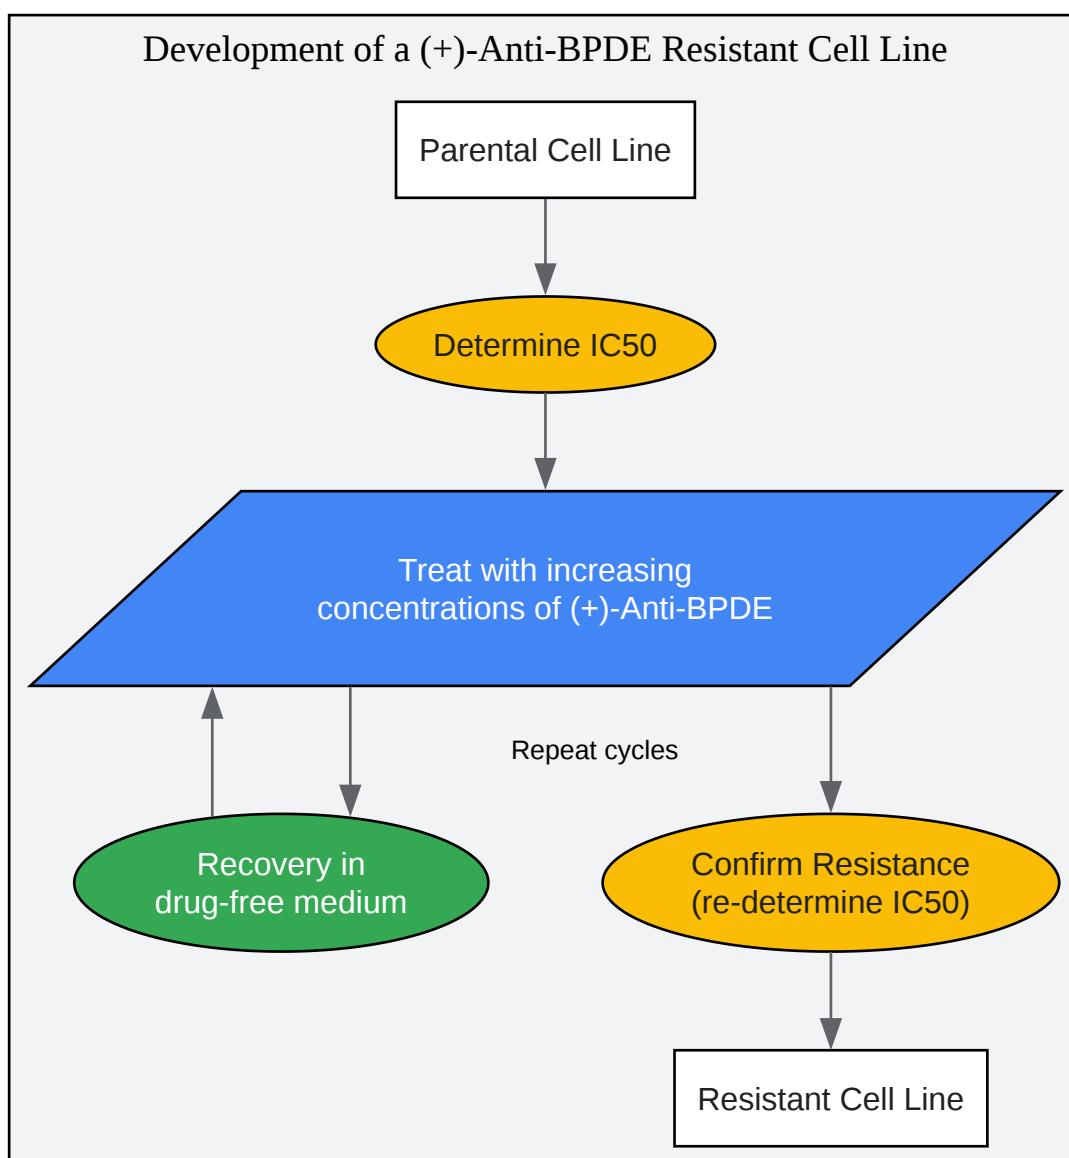 Development of a (+)-Anti-BPDE Resistant Cell Line
Parental Cell Line
Determine IC50
Treat with increasing
concentrations of (+)-Anti-BPDE
Repeat cycles
Recovery in
drug-free medium
Confirm Resistance
(re-determine IC50)
Resistant Cell Line